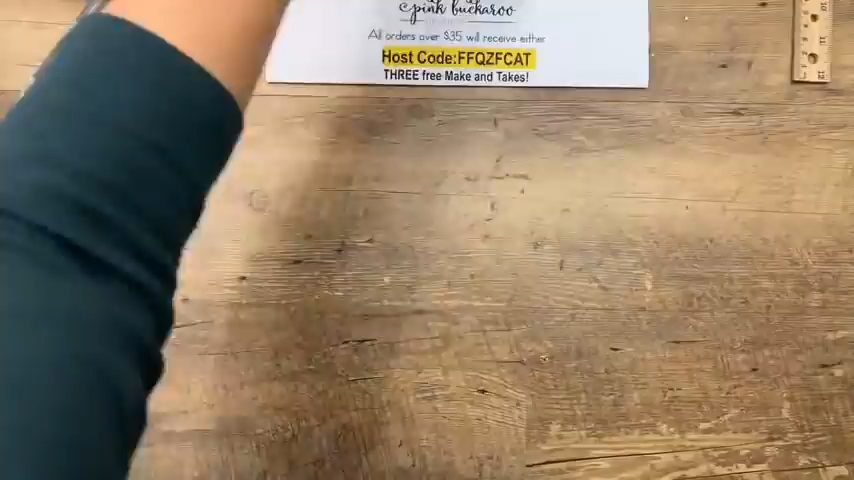 pink buckaroo
All orders over $35 will receive either
Host Code:FFQZFCAT
THREE free Make and Takes!